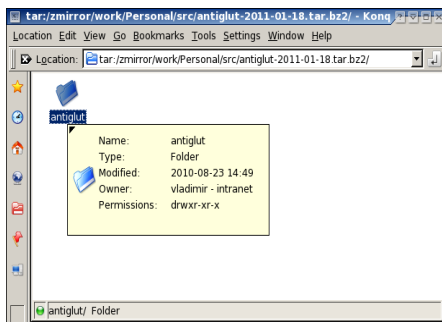 tar:/zmirror/work/Personal/src/antiglut-2011-01-18.tar.bz2/ - Konq
Location Edit View Go Bookmarks Tools Settings Window Help
Location: tar:/zmirror/work/Personal/src/antiglut-2011-01-18.tar.bz2/
antiglut
Name: antiglut
Type: Folder
Modified: 2010-08-23 14:49
Owner: vladimir - intranet
Permissions: drwxr-xr-x
antiglut/ Folder